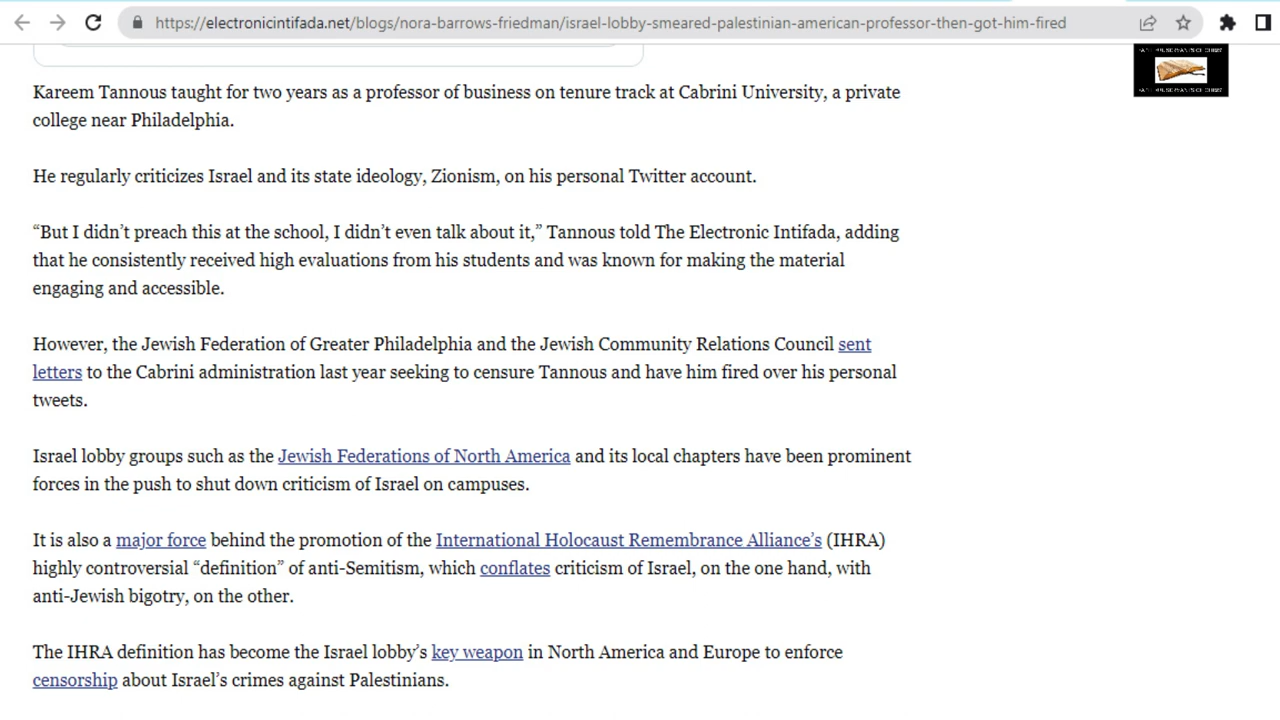 https://electronicintifada.net/blogs/nora-barrows-friedman/israel-lobby-smeared-palestinian-american-professor-then-got-him-fired
Kareem Tannous taught for two years as a professor of business on tenure track at Cabrini University, a private
college near Philadelphia.
He regularly criticizes Israel and its state ideology, Zionism, on his personal Twitter account.
“But I didn’t preach this at the school, I didn’t even talk about it,” Tannous told The Electronic Intifada, adding
that he consistently received high evaluations from his students and was known for making the material
engaging and accessible.
However, the Jewish Federation of Greater Philadelphia and the Jewish Community Relations Council sent
letters to the Cabrini administration last year seeking to censure Tannous and have him fired over his personal
tweets.
Israel lobby groups such as the Jewish Federations of North America and its local chapters have been prominent
forces in the push to shut down criticism of Israel on campuses.
It is also a major force behind the promotion of the International Holocaust Remembrance Alliance’s (IHRA)
highly controversial “definition” of anti-Semitism, which conflates criticism of Israel, on the one hand, with
anti-Jewish bigotry, on the other.
The IHRA definition has become the Israel lobby’s key weapon in North America and Europe to enforce
censorship about Israel’s crimes against Palestinians.